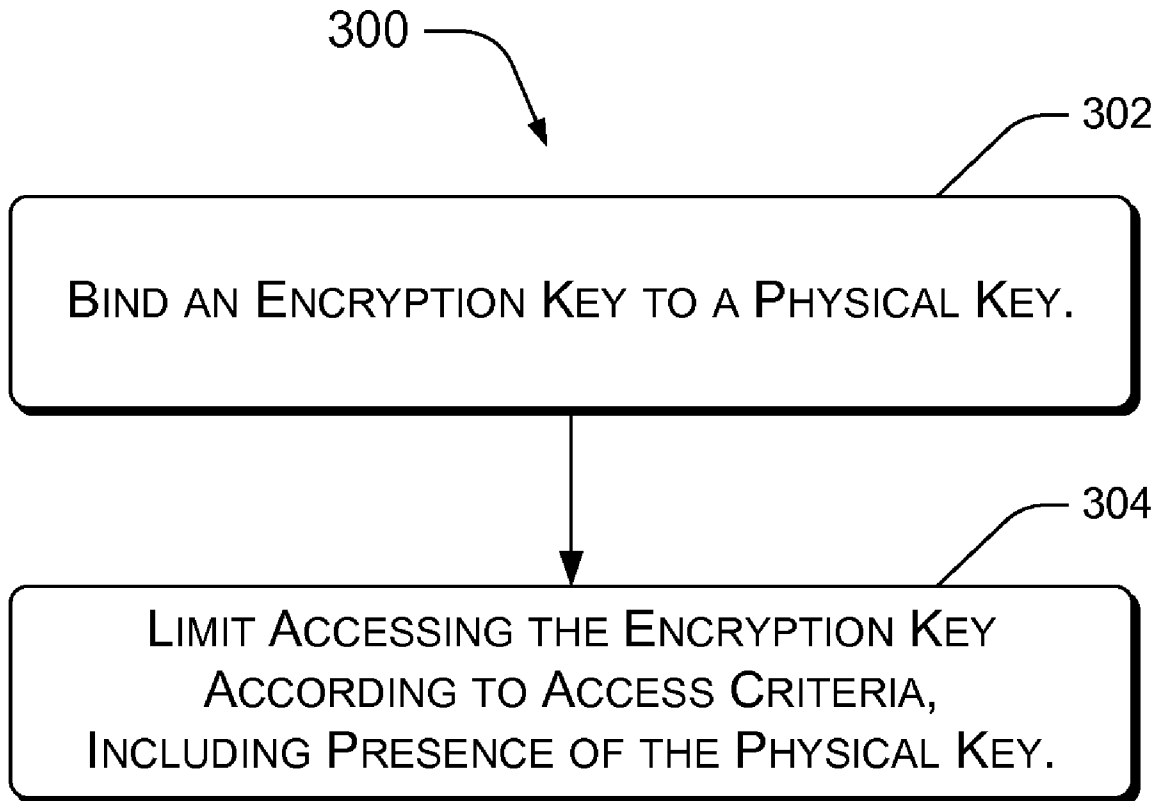 300
302
BIND AN ENCRYPTION KEY TO A PHYSICAL KEY.
304
LIMIT ACCESSING THE ENCRYPTION KEY
ACCORDING TO ACCESS CRITERIA,
INCLUDING PRESENCE OF THE PHYSICAL KEY.